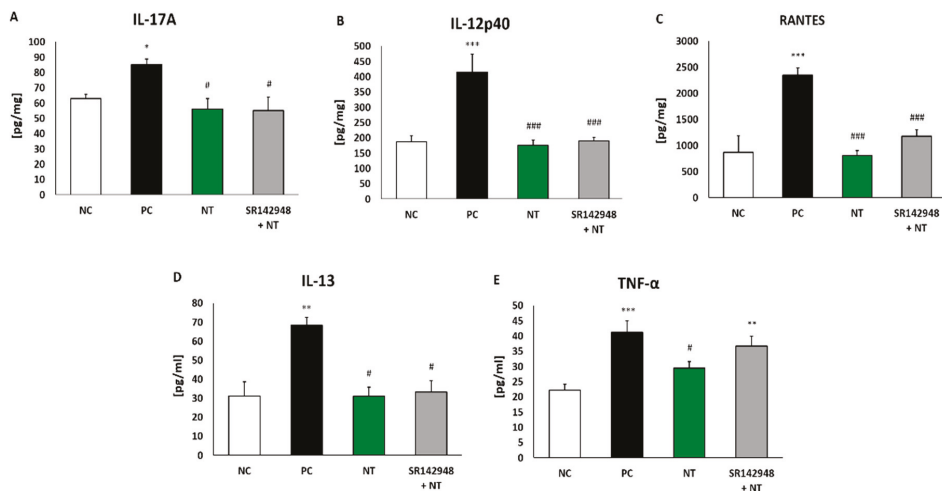 A
IL-17A
[pg/mg]
100
90
80
70
60
50
40
30
20
10
0
*
#
#
NC
PC
NT
SR142948
+ NT
B
IL-12p40
[pg/mg]
500
450
400
350
300
250
200
150
100
50
0
***
###
###
NC
PC
NT
SR142948
+ NT
C
RANTES
[pg/mg]
3000
2500
2000
1500
1000
500
0
***
###
###
NC
PC
NT
SR142948
+ NT
D
IL-13
[pg/ml]
80
70
60
50
40
30
20
10
0
**
#
#
NC
PC
NT
SR142948
+ NT
E
TNF-α
[pg/ml]
50
45
40
35
30
25
20
15
10
5
0
***
#
**
NC
PC
NT
SR142948
+ NT